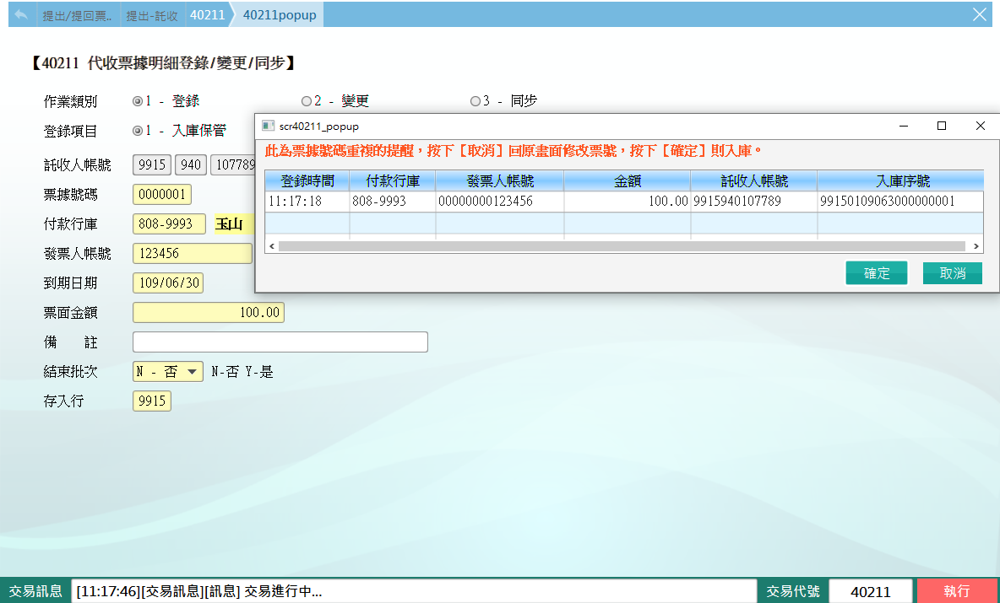 提出/提回票.. 提出-託收 40211 40211popup
【40211 代收票據明細登錄/變更/同步】
作業類別 1 - 登錄 2 - 變更 3 - 同步
登錄項目 1 - 入庫保管
託收人帳號 9915 940 107789
票據號碼 0000001
付款行庫 808-9993 玉山
發票人帳號 123456
到期日期 109/06/30
票面金額 100.00
備 註
結束批次 N - 否 N-否 Y-是
存入行 9915
scr40211_popup
此為票據號碼重複的提醒，按下【取消】回原畫面修改票號，按下【確定】則入庫。
登錄時間 付款行庫 發票人帳號 金額 託收人帳號 入庫序號
11:17:18 808-9993 00000000123456 100.00 9915940107789 99150109063000000001
確定 取消
交易訊息 [11:17:46][交易訊息][訊息] 交易進行中... 交易代號 40211 執行